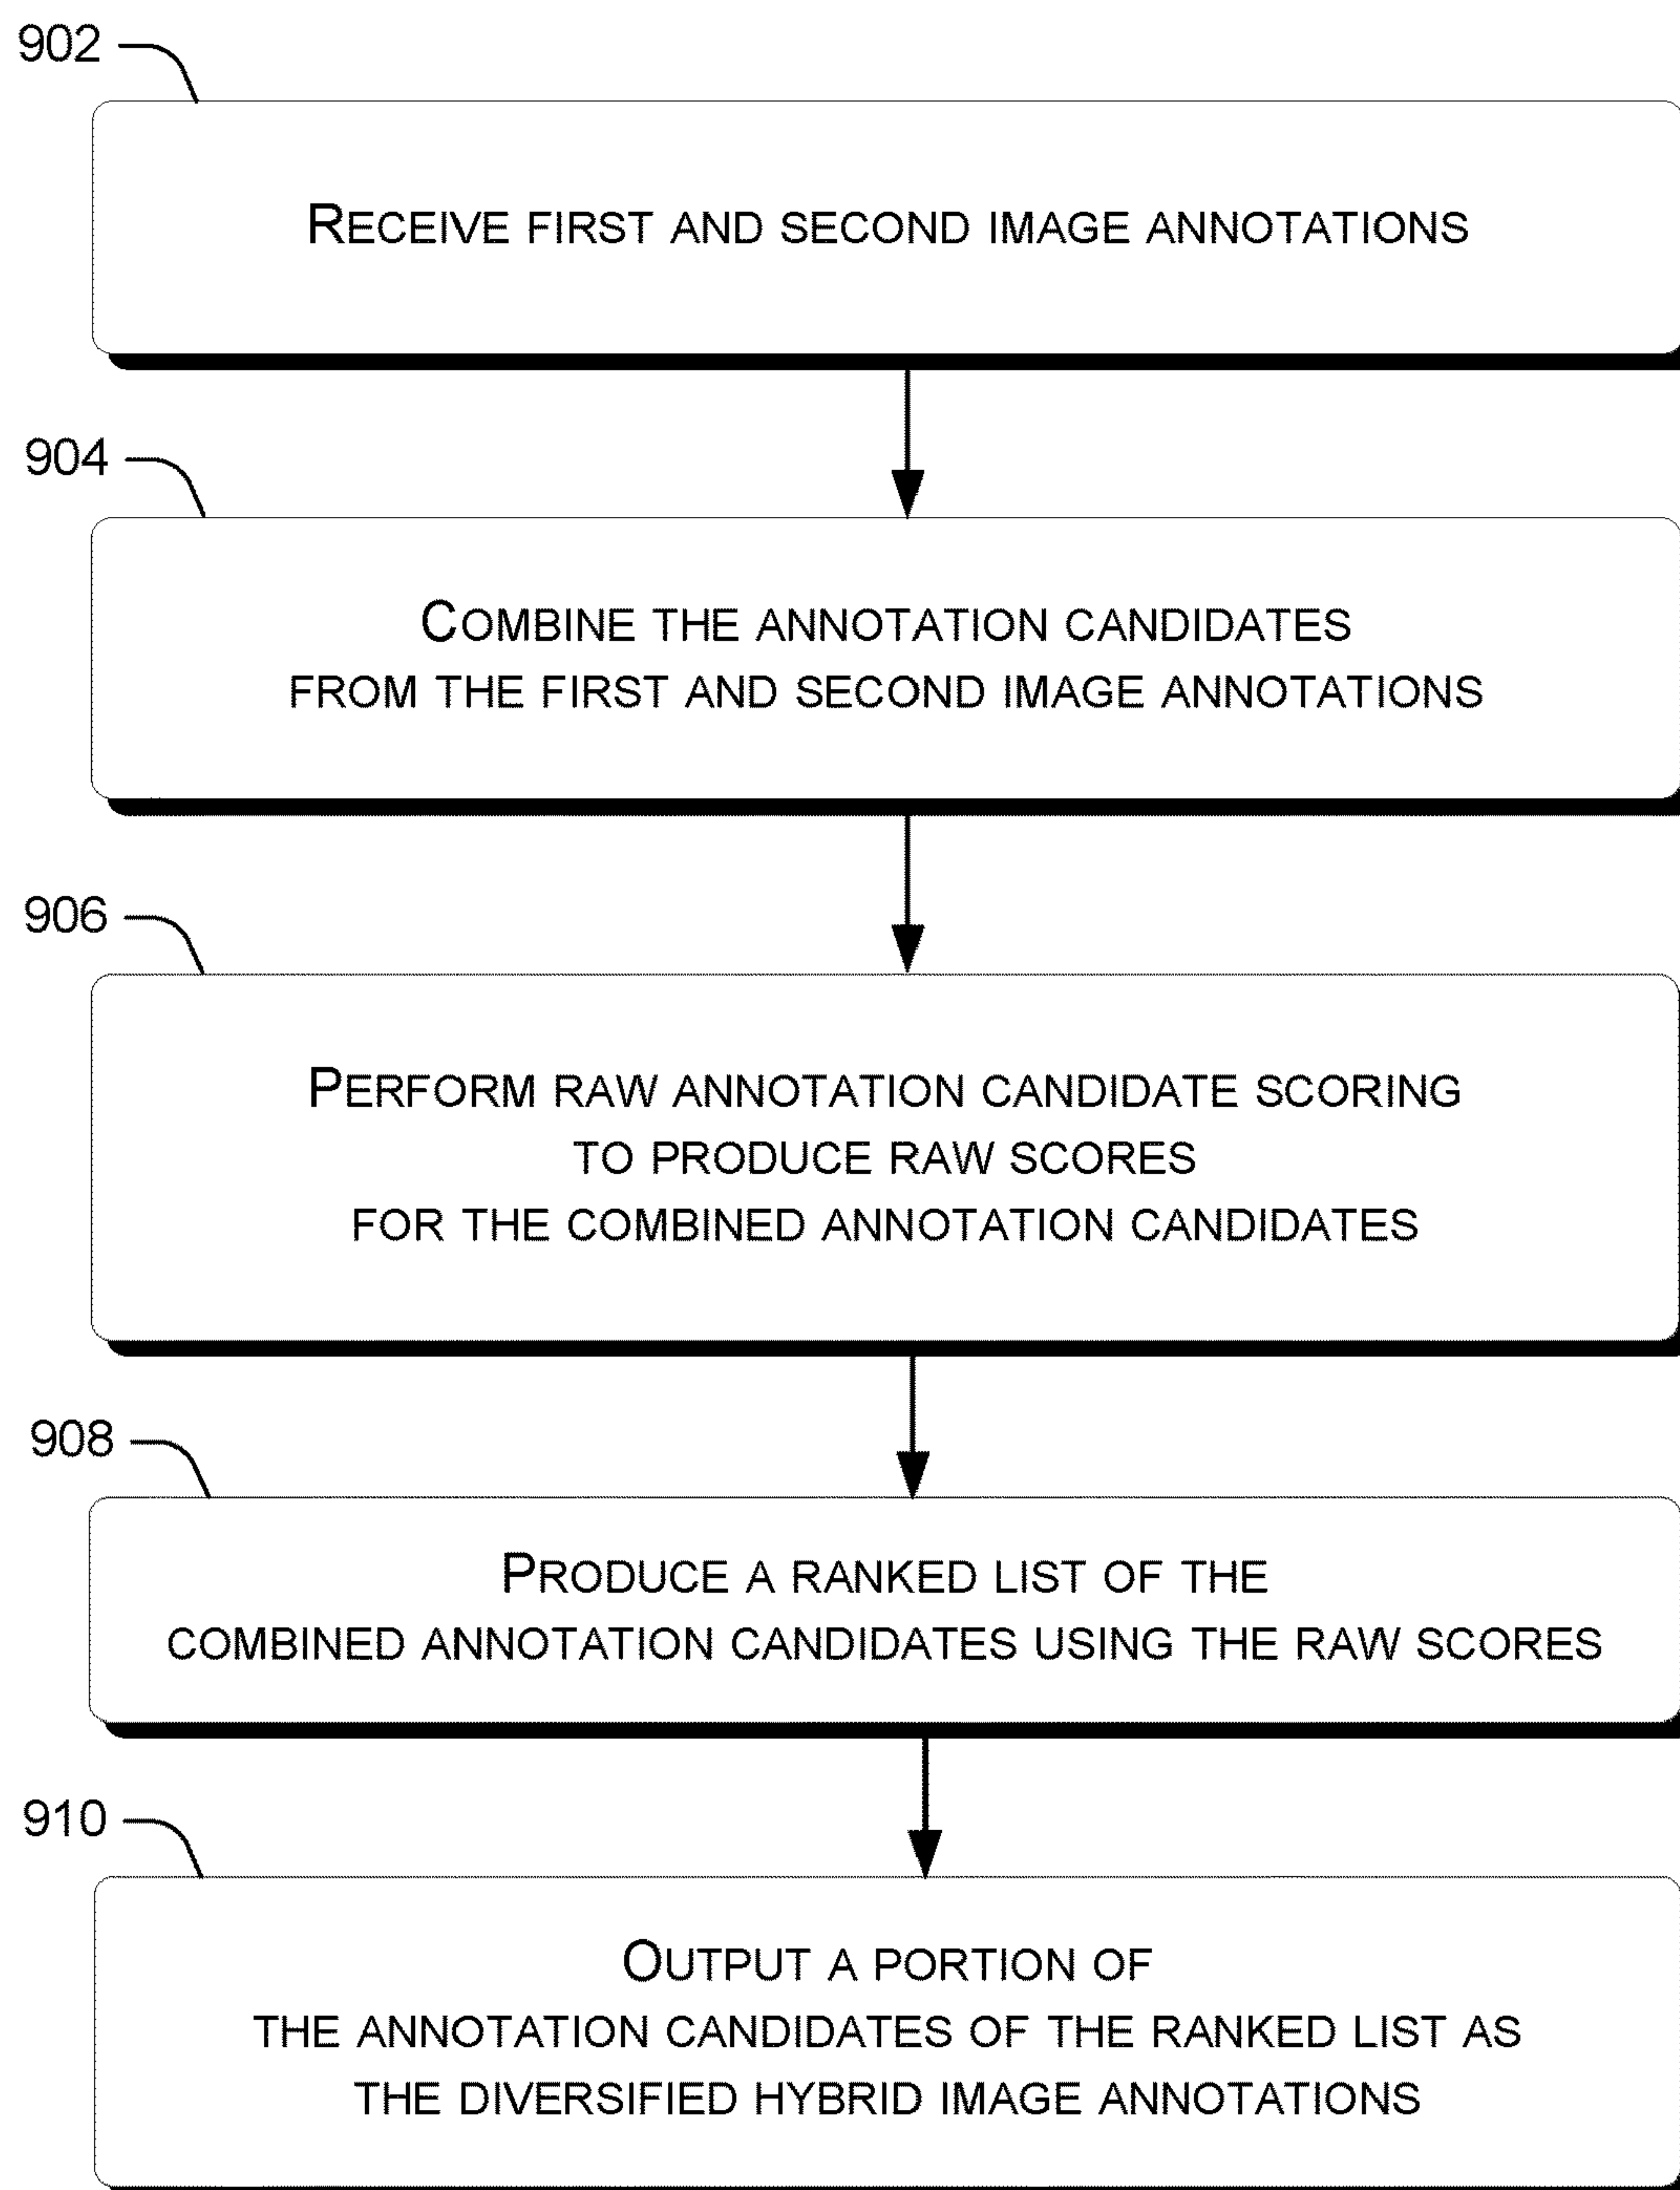 902
RECEIVE FIRST AND SECOND IMAGE ANNOTATIONS
904
COMBINE THE ANNOTATION CANDIDATES
FROM THE FIRST AND SECOND IMAGE ANNOTATIONS
906
PERFORM RAW ANNOTATION CANDIDATE SCORING
TO PRODUCE RAW SCORES
FOR THE COMBINED ANNOTATION CANDIDATES
908
PRODUCE A RANKED LIST OF THE
COMBINED ANNOTATION CANDIDATES USING THE RAW SCORES
910
OUTPUT A PORTION OF
THE ANNOTATION CANDIDATES OF THE RANKED LIST AS
THE DIVERSIFIED HYBRID IMAGE ANNOTATIONS